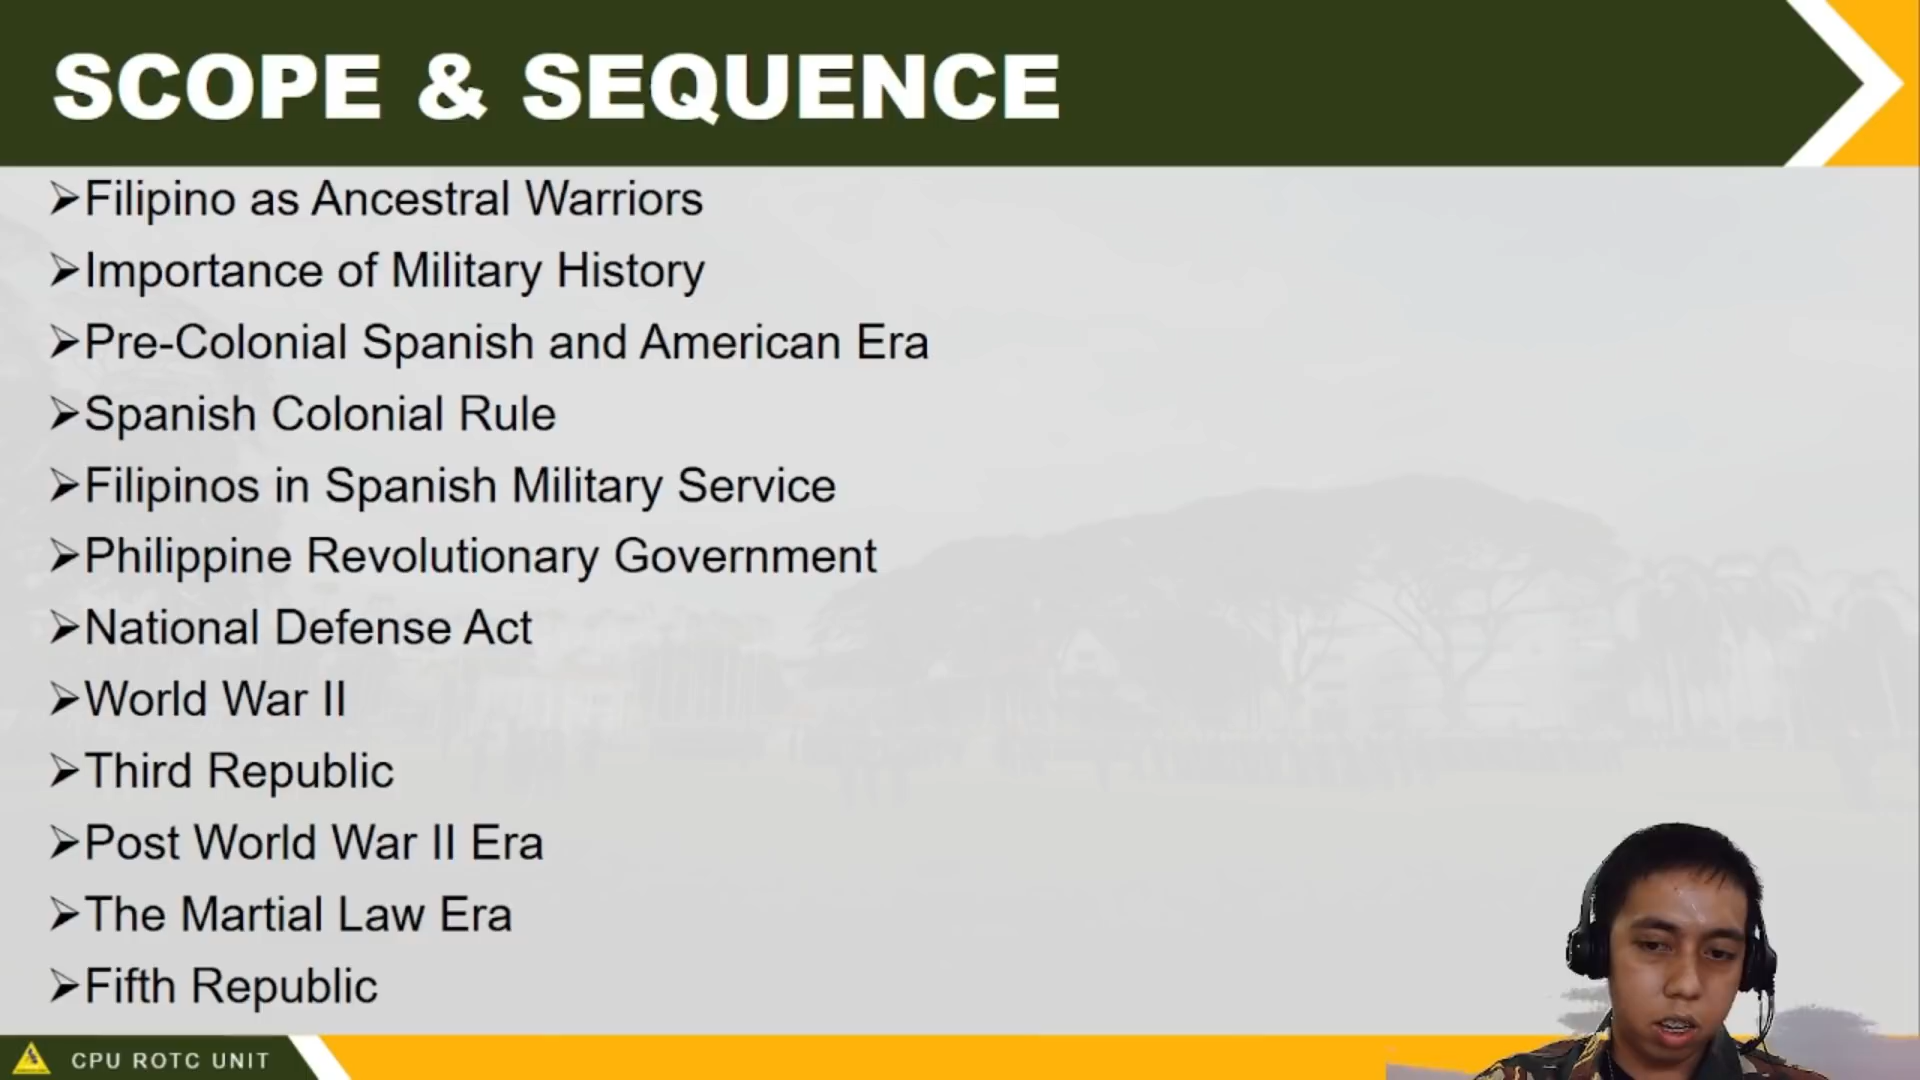 SCOPE & SEQUENCE
➢Filipino as Ancestral Warriors
➢Importance of Military History
➢Pre-Colonial Spanish and American Era
➢Spanish Colonial Rule
➢Filipinos in Spanish Military Service
➢Philippine Revolutionary Government
➢National Defense Act
➢World War II
➢Third Republic
➢Post World War II Era
➢The Martial Law Era
➢Fifth Republic
CPU ROTC UNIT